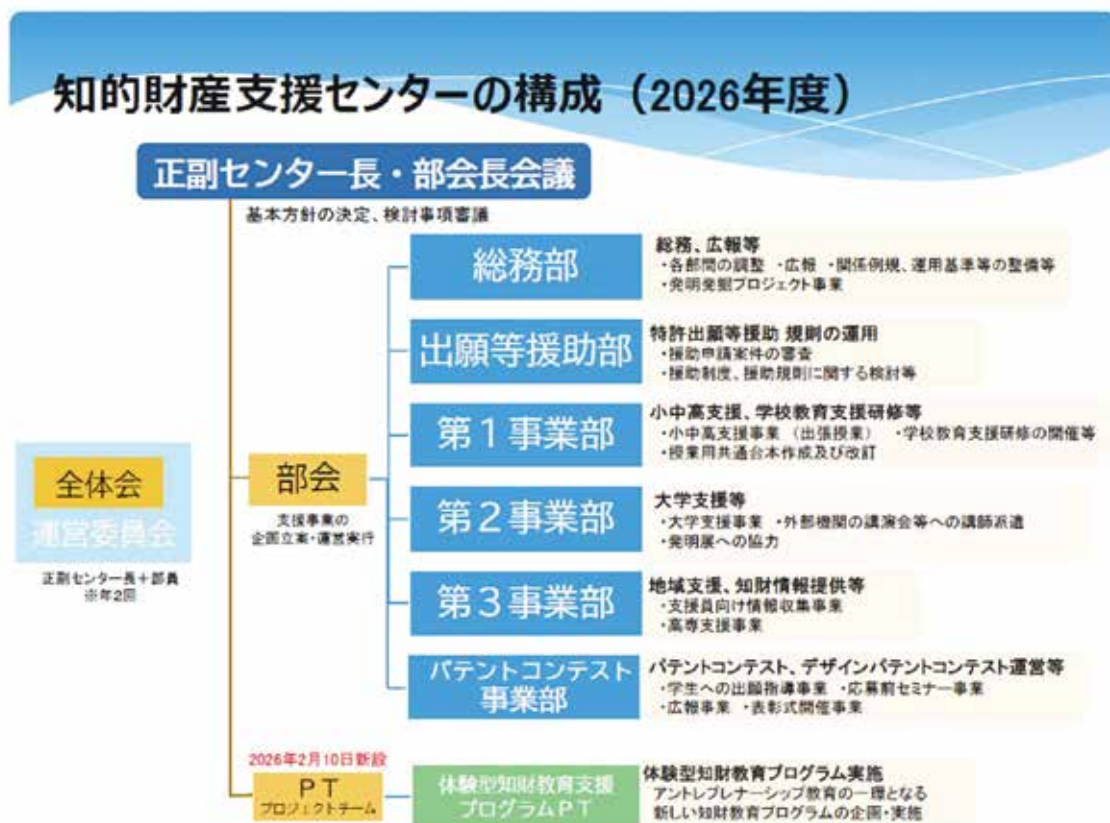 知的財産支援センターの構成（2026年度）
正副センター長・部会長会議
基本方針の決定、検討事項審議
全体会
運営委員会
正副センター長＋部員
※年2回
部会
支援事業の
企画立案・運営実行
総務部
総務、広報等
・各部間の調整 ・広報 ・関係例規、運用基準等の整備等
・発明発掘プロジェクト事業
出願等援助部
特許出願等援助 規則の運用
・援助申請案件の審査
・援助制度、援助規則に関する検討等
第1事業部
小中高支援、学校教育支援研修等
・小中高支援事業 （出張授業） ・学校教育支援研修の開催等
・授業用共通台本作成及び改訂
第2事業部
大学支援等
・大学支援事業 ・外部機関の講演会等への講師派遣
・発明展への協力
第3事業部
地域支援、知財情報提供等
・支援員向け情報収集事業
・高専支援事業
パテントコンテスト
事業部
パテントコンテスト、デザインパテントコンテスト運営等
・学生への出願指導事業 ・応募前セミナー事業
・広報事業 ・表彰式開催事業
2026年2月10日新設
PT
プロジェクトチーム
体験型知財教育支援
プログラムPT
体験型知財教育プログラム実施
アントレプレナーシップ教育の一環となる
新しい知財教育プログラムの企画・実施